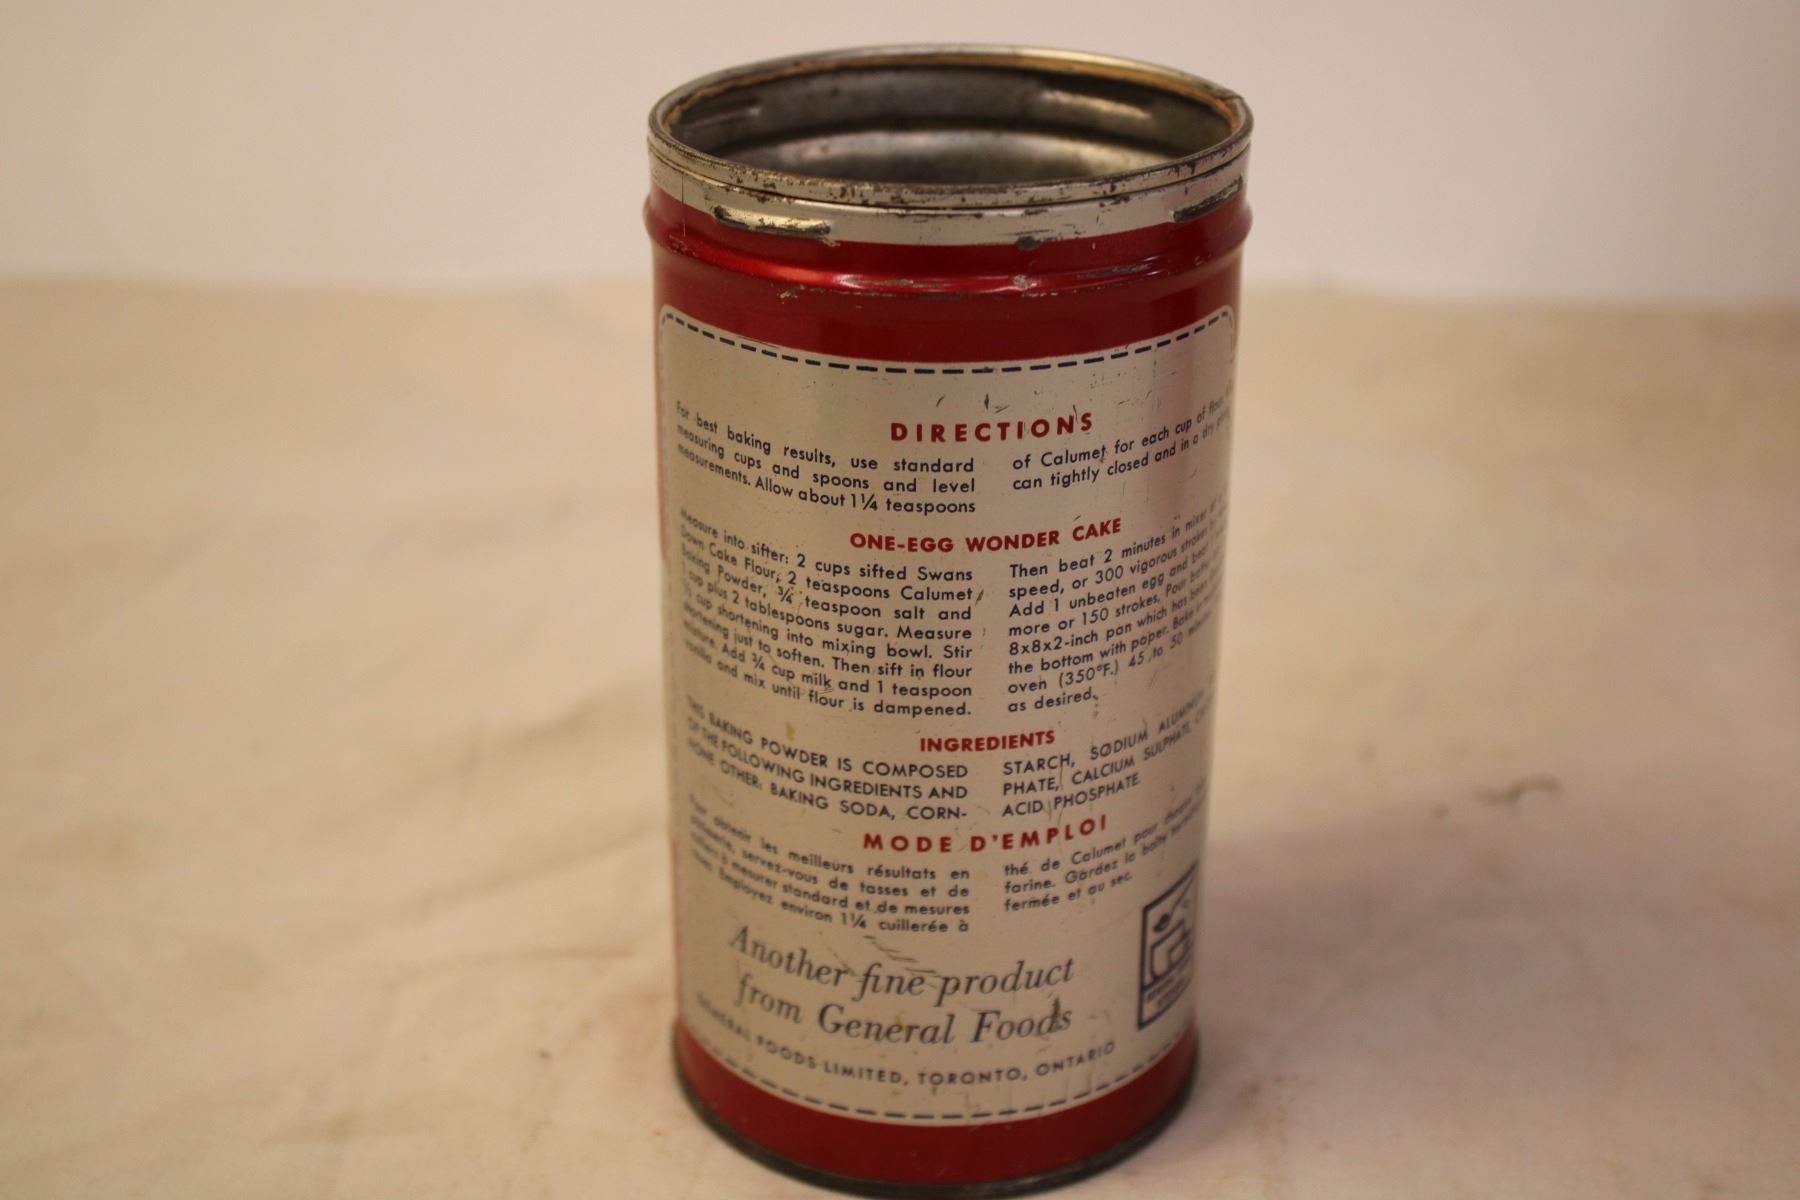 DIRECTIONS
For best baking results, use standard
measuring cups and spoons and level
measurements. Allow about 1¼ teaspoons
of Calumet for each cup of flour.
can tightly closed and in a dry
ONE-EGG WONDER CAKE
Measure into sifter: 2 cups sifted Swans
Down Cake Flour, 2 teaspoons Calumet
Baking Powder, ¾ teaspoon salt and
1 cup plus 2 tablespoons sugar. Measure
cup shortening into mixing bowl. Stir
shortening just to soften. Then sift in flour
mixture. Add ¾ cup milk and 1 teaspoon
vanilla and mix until flour is dampened.
Then beat 2 minutes in mixer
speed, or 300 vigorous strokes
Add 1 unbeaten egg and beat
more or 150 strokes. Pour
8x8x2-inch pan which has been
the bottom with paper. Bake
oven (350°F.) 45 to 50
as desired.
INGREDIENTS
THIS BAKING POWDER IS COMPOSED
OF THE FOLLOWING INGREDIENTS AND
NONE OTHER: BAKING SODA, CORN-
STARCH, SODIUM
PHATE, CALCIUM SULPHATE,
ACID PHOSPHATE.
MODE D'EMPLOI
Pour obtenir les meilleurs résultats en
servez-vous de tasses et de
à mesurer standard et de mesures
Employez environ 1¼ cuillerée à
thé de Calumet pour
farine. Gardez la boîte
fermée et au sec.
Another fine product
from General Foods
GENERAL FOODS LIMITED, TORONTO, ONTARIO